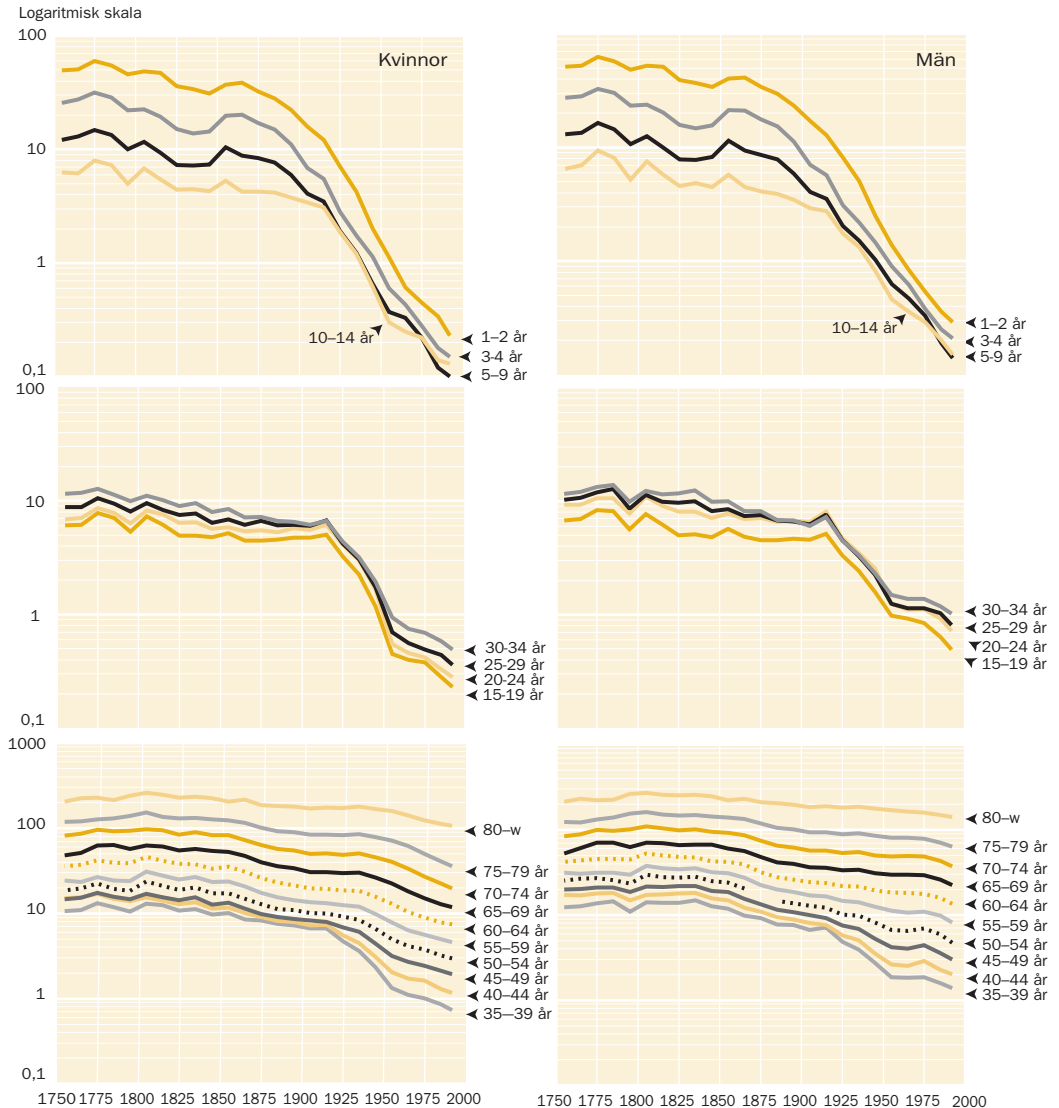 Logaritmisk skala
100
Kvinnor
Män
10
1
10–14 år
10–14 år
1–2 år
3-4 år
5–9 år
1–2 år
3-4 år
5-9 år
0,1
100
10
1
30-34 år
25-29 år
20-24 år
15-19 år
30–34 år
25–29 år
20–24 år
15–19 år
0,1
1000
100
10
1
0,1
80–w
75–79 år
70–74 år
65–69 år
60–64 år
55–59 år
50–54 år
45–49 år
40–44 år
35–39 år
80–w
75–79 år
70–74 år
65–69 år
60–64 år
55–59 år
50–54 år
45–49 år
40–44 år
35–39 år
1750 1775 1800 1825 1850 1875 1900 1925 1950 1975 2000
1750 1775 1800 1825 1850 1875 1900 1925 1950 1975 2000